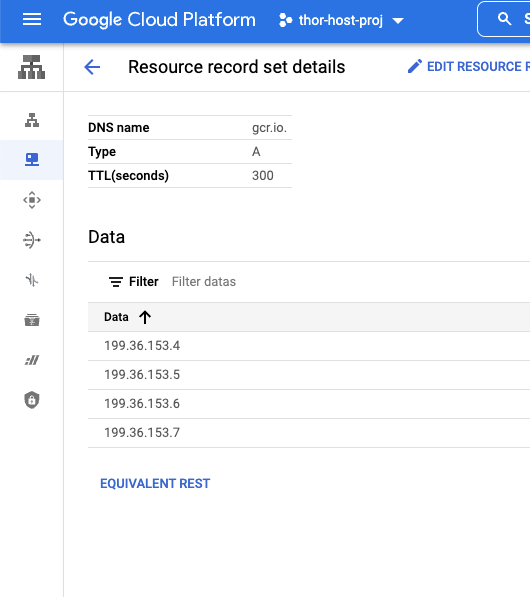 Google Cloud Platform
thor-host-proj
Resource record set details
EDIT RESOURCE R
DNS name gcr.io.
Type A
TTL(seconds) 300
Data
Filter Filter datas
Data
199.36.153.4
199.36.153.5
199.36.153.6
199.36.153.7
EQUIVALENT REST